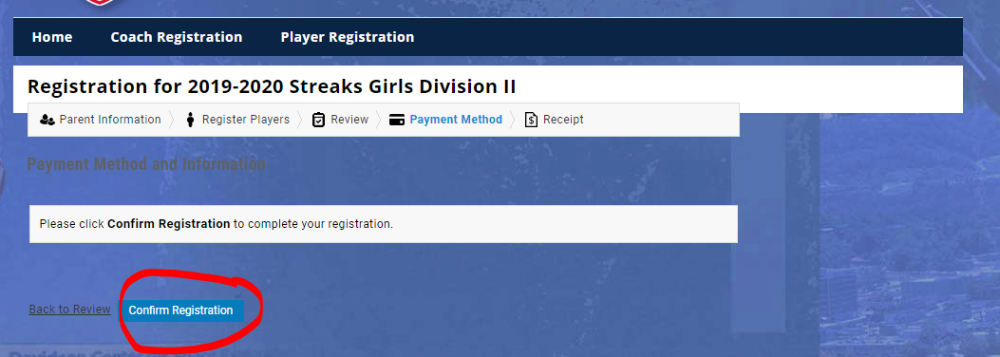 Home Coach Registration Player Registration
Registration for 2019-2020 Streaks Girls Division II
Parent Information Register Players Review Payment Method Receipt
Payment Method and Information
Please click Confirm Registration to complete your registration.
Back to Review Confirm Registration